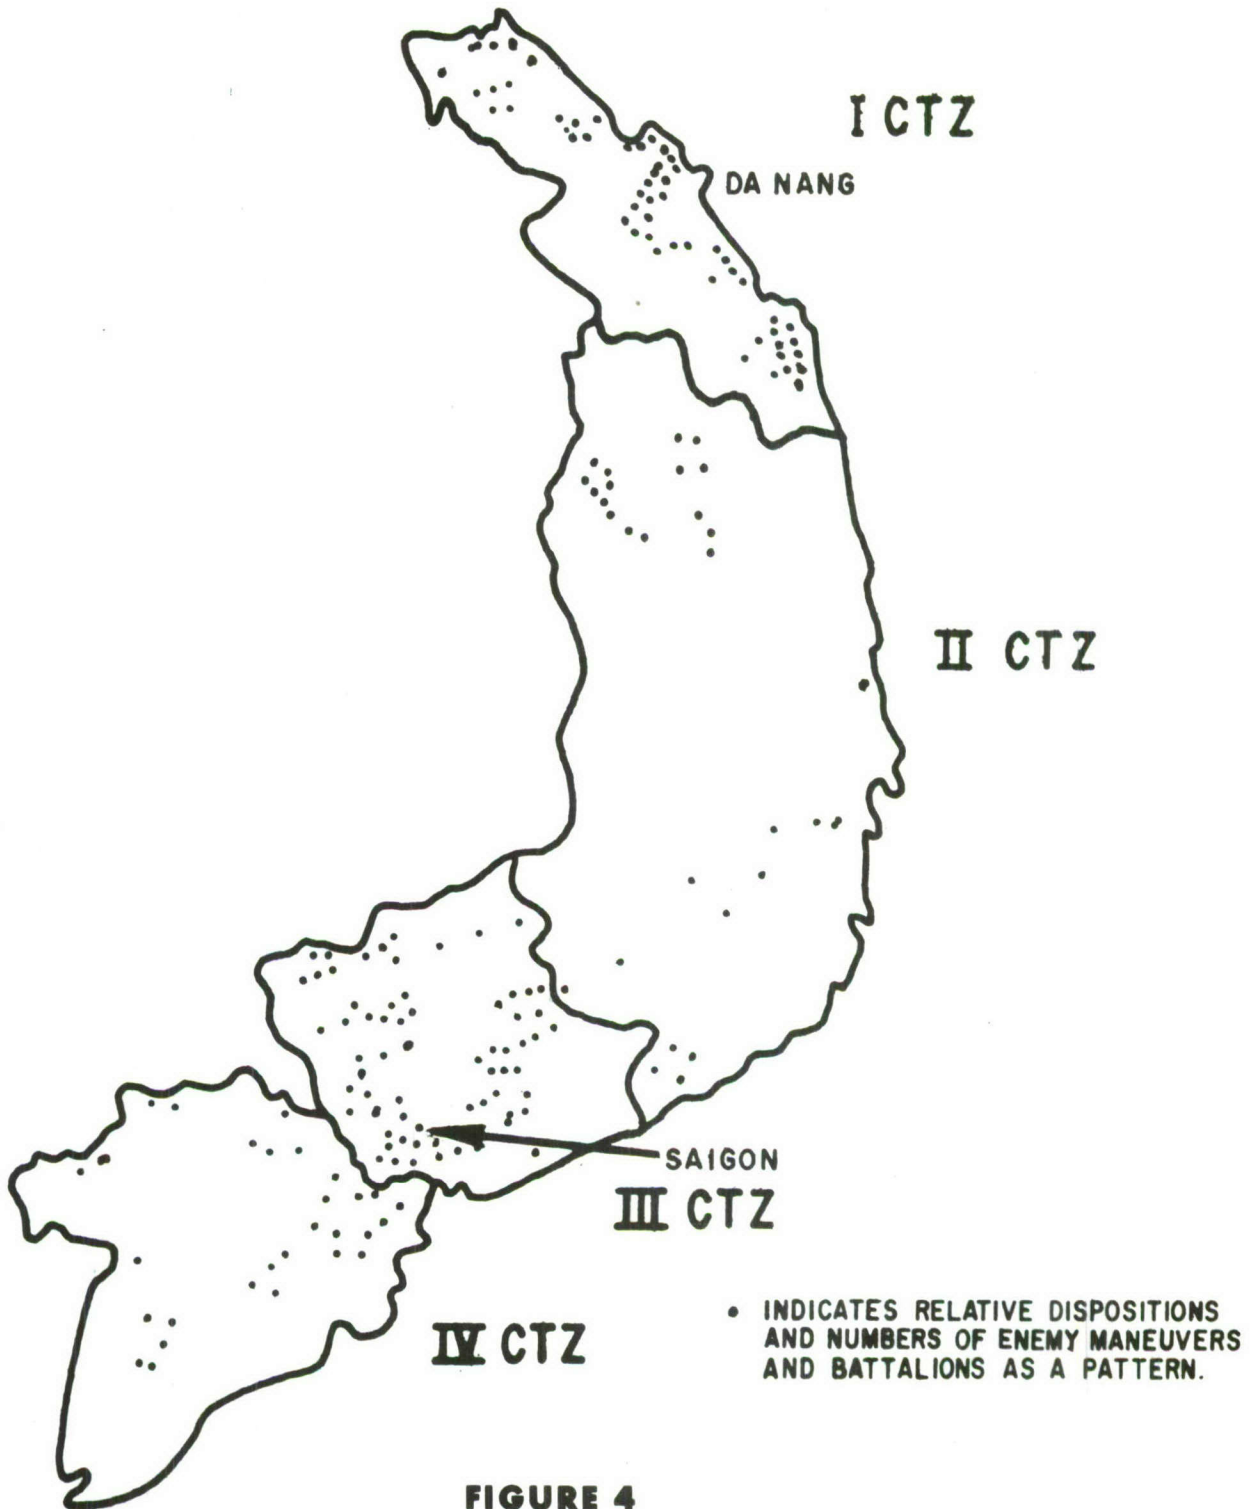 I CTZ
DA NANG
II CTZ
SAIGON
III CTZ
IV CTZ
• INDICATES RELATIVE DISPOSITIONS
AND NUMBERS OF ENEMY MANEUVERS
AND BATTALIONS AS A PATTERN.
FIGURE 4